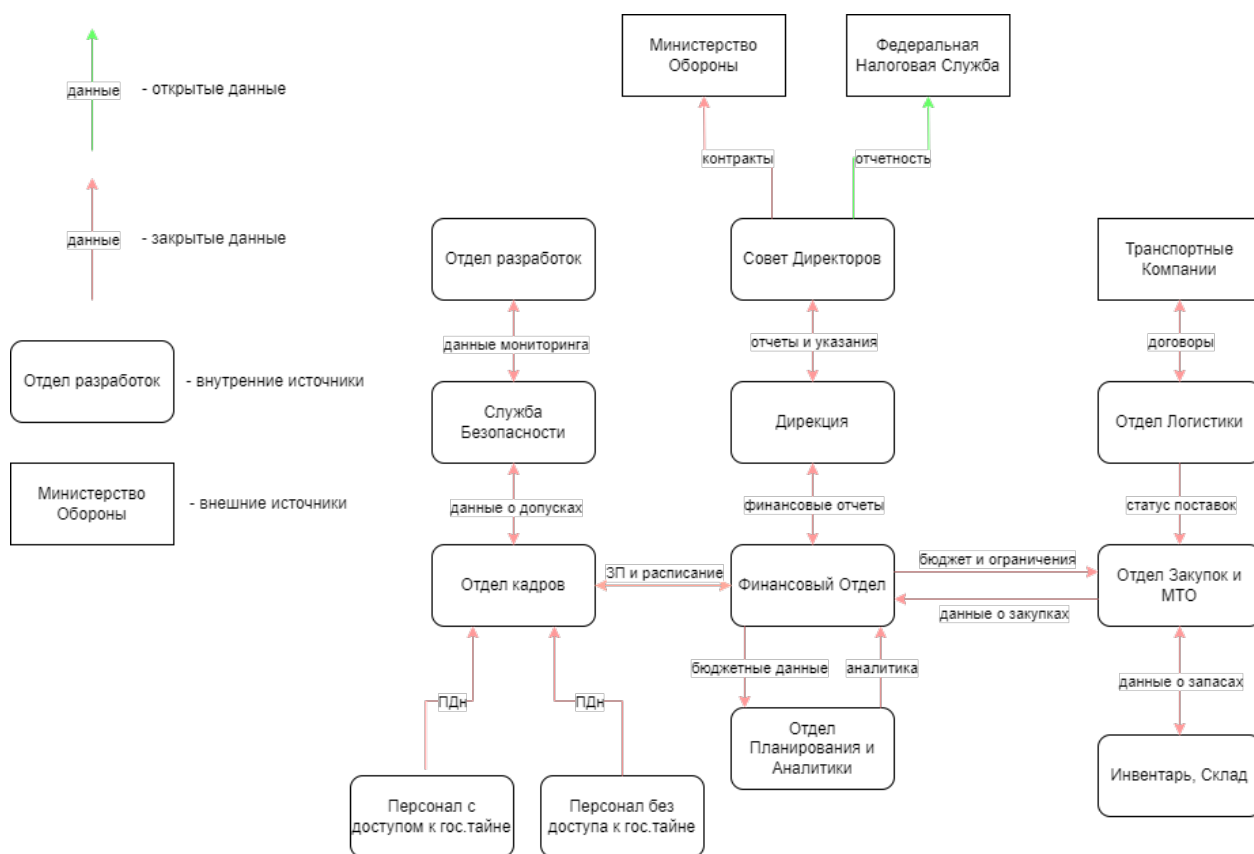 данные
- открытые данные
данные
- закрытые данные
Отдел разработок
- внутренние источники
Министерство
Обороны
- внешние источники
Министерство
Обороны
Федеральная
Налоговая Служба
контракты
отчетность
Отдел разработок
Совет Директоров
Транспортные
Компании
данные мониторинга
отчеты и указания
договоры
Служба
Безопасности
Дирекция
Отдел Логистики
данные о допусках
финансовые отчеты
статус поставок
Отдел кадров
ЗП и расписание
Финансовый Отдел
бюджет и ограничения
данные о закупках
Отдел Закупок и
МТО
ПДн
ПДн
бюджетные данные
аналитика
данные о запасах
Персонал с
доступом к гос.тайне
Персонал без
доступа к гос.тайне
Отдел
Планирования и
Аналитики
Инвентарь, Склад